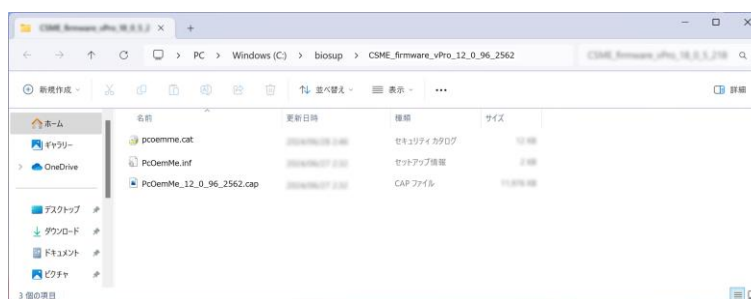 PC > Windows (C:) > biosup > CSME_firmware_vPro_12_0_96_2562
新規作成 並べ替え 表示 ... 詳細
ホーム
ギャラリー
OneDrive
デスクトップ
ダウンロード
ドキュメント
ピクチャ
名前 更新日時 種類 サイズ
pcoemme.cat セキュリティ カタログ
PcOemMe.inf セットアップ情報
PcOemMe_12_0_96_2562.cap CAP ファイル
3 個の項目